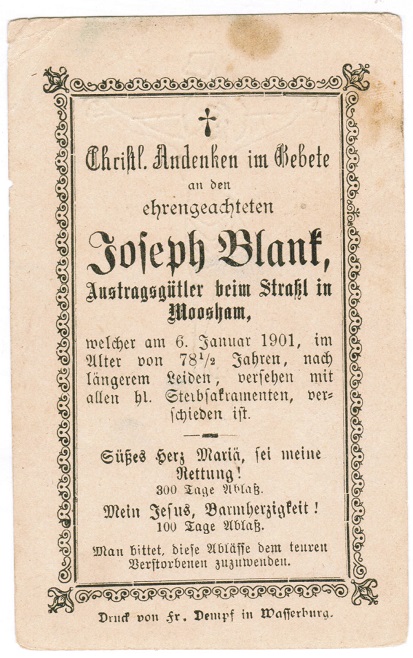 Christl. Andenken im Gebete
an den
ehrengeachteten
Joseph Blank,
Austragsgütler beim Straßl in
Moosham,
welcher am 6. Januar 1901, im
Alter von 78½ Jahren, nach
längerem Leiden, versehen mit
allen hl. Sterbsakramenten, ver-
schieden ist.
Süßes Herz Mariä, sei meine
Rettung!
300 Tage Ablaß.
Mein Jesus, Barmherzigkeit!
100 Tage Ablaß.
Man bittet, diese Ablässe dem teuren
Verstorbenen zuzuwenden.
Druck von Fr. Dempf in Wasserburg.